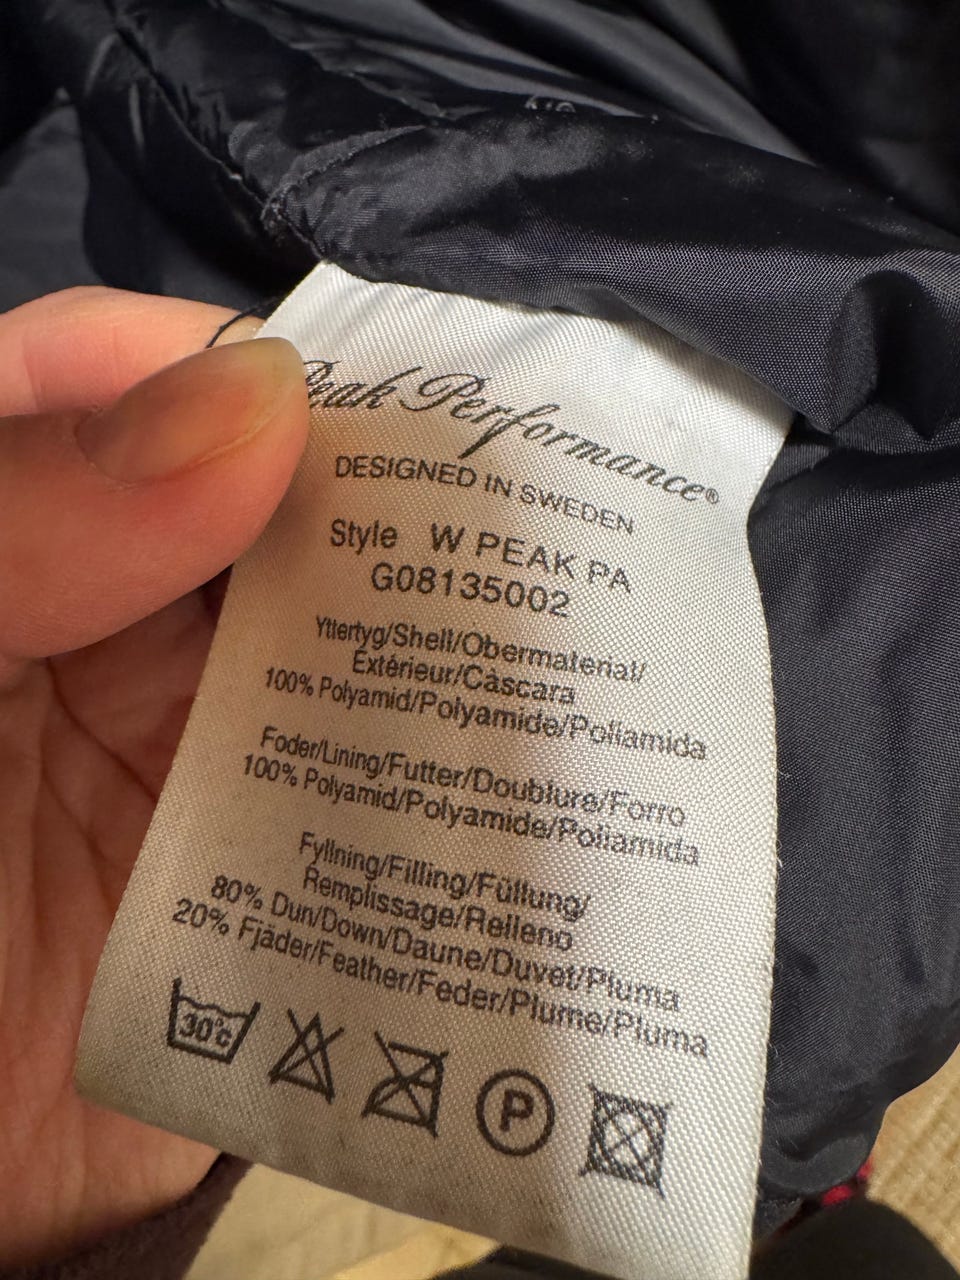 Peak Performance®
DESIGNED IN SWEDEN
Style W PEAK PA
G08135002
Yttertyg/Shell/Obermaterial/
Extérieur/Càscara
100% Polyamid/Polyamide/Poliamida
Foder/Lining/Futter/Doublure/Forro
100% Polyamid/Polyamide/Poliamida
Fyllning/Filling/Füllung/
Remplissage/Relleno
80% Dun/Down/Daune/Duvet/Pluma
20% Fjäder/Feather/Feder/Plume/Pluma
30°c P